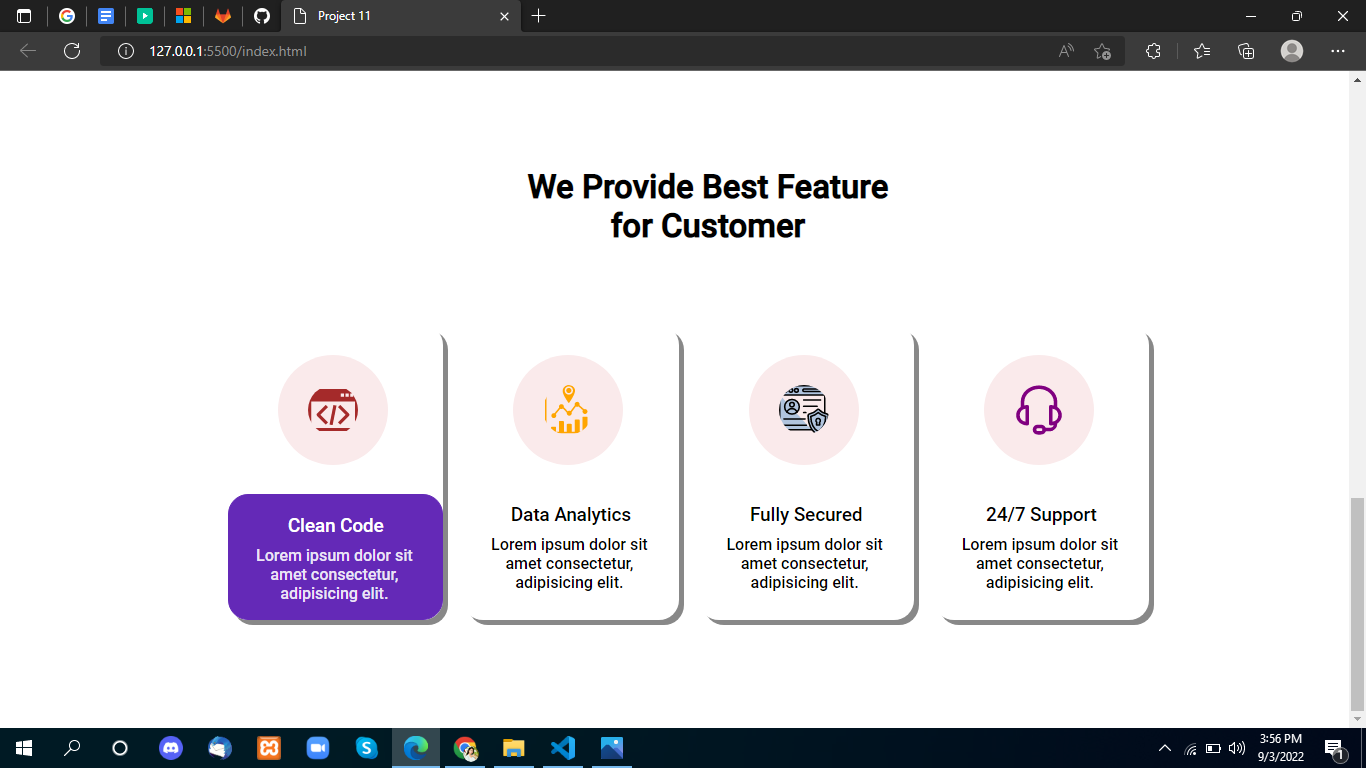 Project 11
127.0.0.1:5500/index.html
We Provide Best Feature
for Customer
Clean Code
Lorem ipsum dolor sit
amet consectetur,
adipisicing elit.
Data Analytics
Lorem ipsum dolor sit
amet consectetur,
adipisicing elit.
Fully Secured
Lorem ipsum dolor sit
amet consectetur,
adipisicing elit.
24/7 Support
Lorem ipsum dolor sit
amet consectetur,
adipisicing elit.
3:56 PM
9/3/2022
1